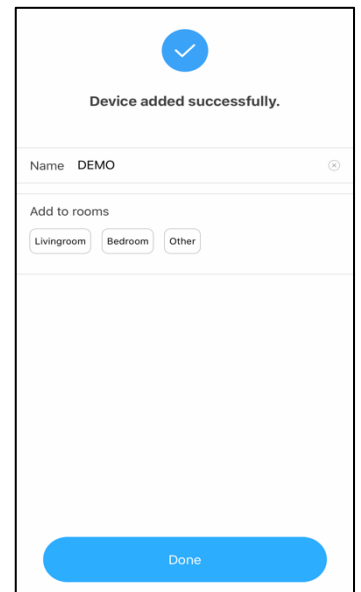 Device added successfully.
Name DEMO
Add to rooms
Livingroom Bedroom Other
Done